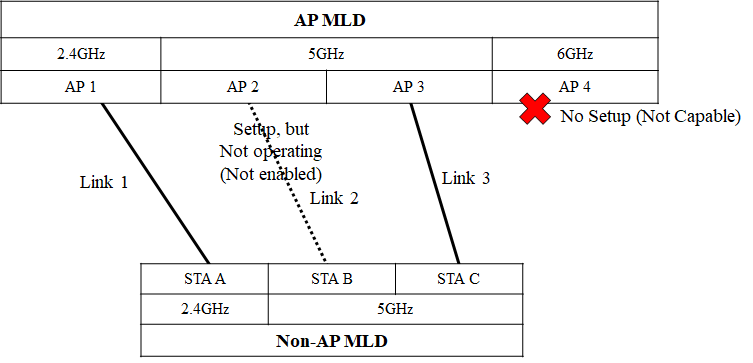 AP MLD
2.4GHz 5GHz 6GHz
AP 1 AP 2 AP 3 AP 4
No Setup (Not Capable)
Setup, but
Not operating
(Not enabled)
Link 1
Link 2
Link 3
STA A STA B STA C
2.4GHz 5GHz
Non-AP MLD